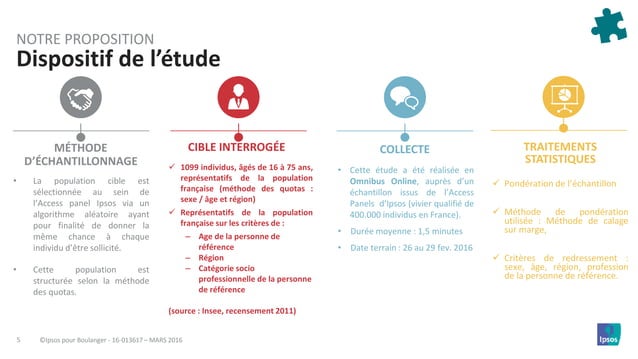 NOTRE PROPOSITION
Dispositif de l’étude
MÉTHODE
D’ÉCHANTILLONNAGE
• La population cible est
sélectionnée au sein de
l’Access panel Ipsos via un
algorithme aléatoire ayant
pour finalité de donner la
même chance à chaque
individu d’être sollicité.
• Cette population est
structurée selon la méthode
des quotas.
CIBLE INTERROGÉE
✓ 1099 individus, âgés de 16 à 75 ans,
représentatifs de la population
française (méthode des quotas :
sexe / âge et région)
✓ Représentatifs de la population
française sur les critères de :
– Age de la personne de
référence
– Région
– Catégorie socio
professionnelle de la personne
de référence
(source : Insee, recensement 2011)
COLLECTE
• Cette étude a été réalisée en
Omnibus Online, auprès d’un
échantillon issus de l’Access
Panels d’Ipsos (vivier qualifié de
400.000 individus en France).
• Durée moyenne : 1,5 minutes
• Date terrain : 26 au 29 fev. 2016
TRAITEMENTS
STATISTIQUES
✓ Pondération de l’échantillon
✓ Méthode de pondération
utilisée : Méthode de calage
sur marge,
✓ Critères de redressement :
sexe, âge, région, profession
de la personne de référence.
5 ©Ipsos pour Boulanger - 16-013617 – MARS 2016
Ipsos